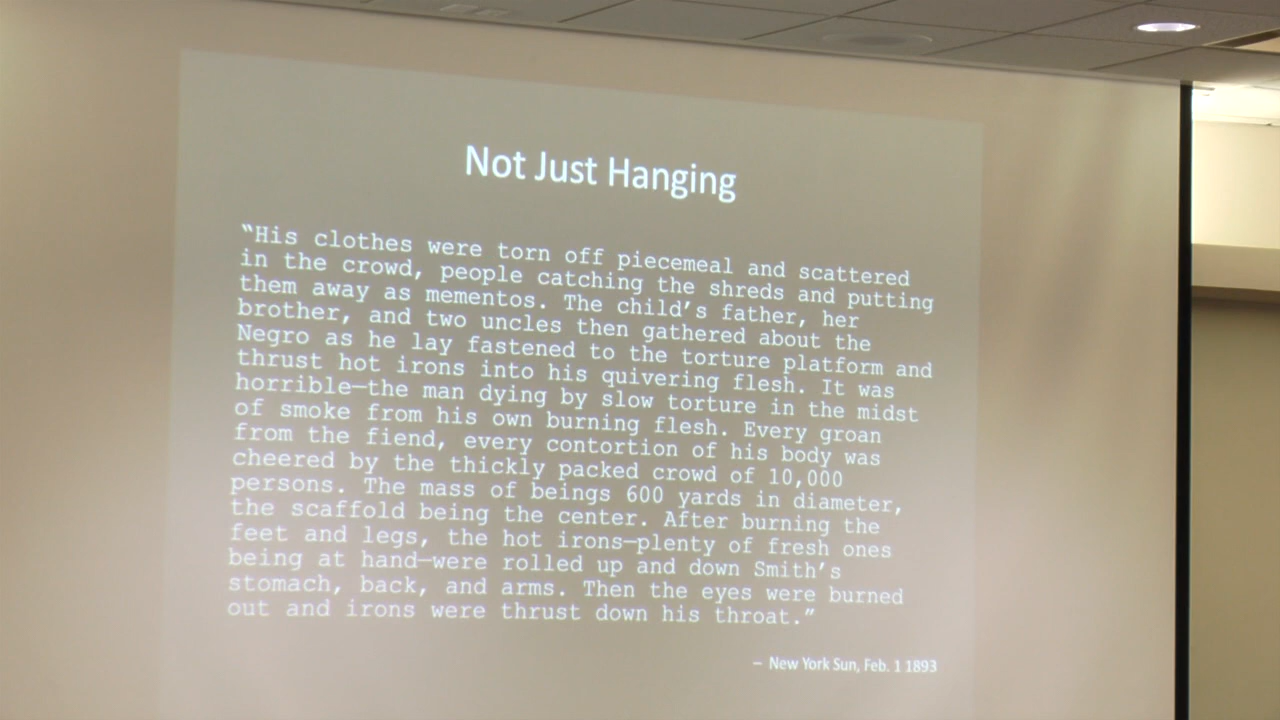 Not Just Hanging
“His clothes were torn off piecemeal and scattered
in the crowd, people catching the shreds and putting
them away as mementos. The child’s father, her
brother, and two uncles then gathered about the
Negro as he lay fastened to the torture platform and
thrust hot irons into his quivering flesh. It was
horrible—the man dying by slow torture in the midst
of smoke from his own burning flesh. Every groan
from the fiend, every contortion of his body was
cheered by the thickly packed crowd of 10,000
persons. The mass of beings 600 yards in diameter,
the scaffold being the center. After burning the
feet and legs, the hot irons—plenty of fresh ones
being at hand—were rolled up and down Smith’s
stomach, back, and arms. Then the eyes were burned
out and irons were thrust down his throat.”
– New York Sun, Feb. 1 1893